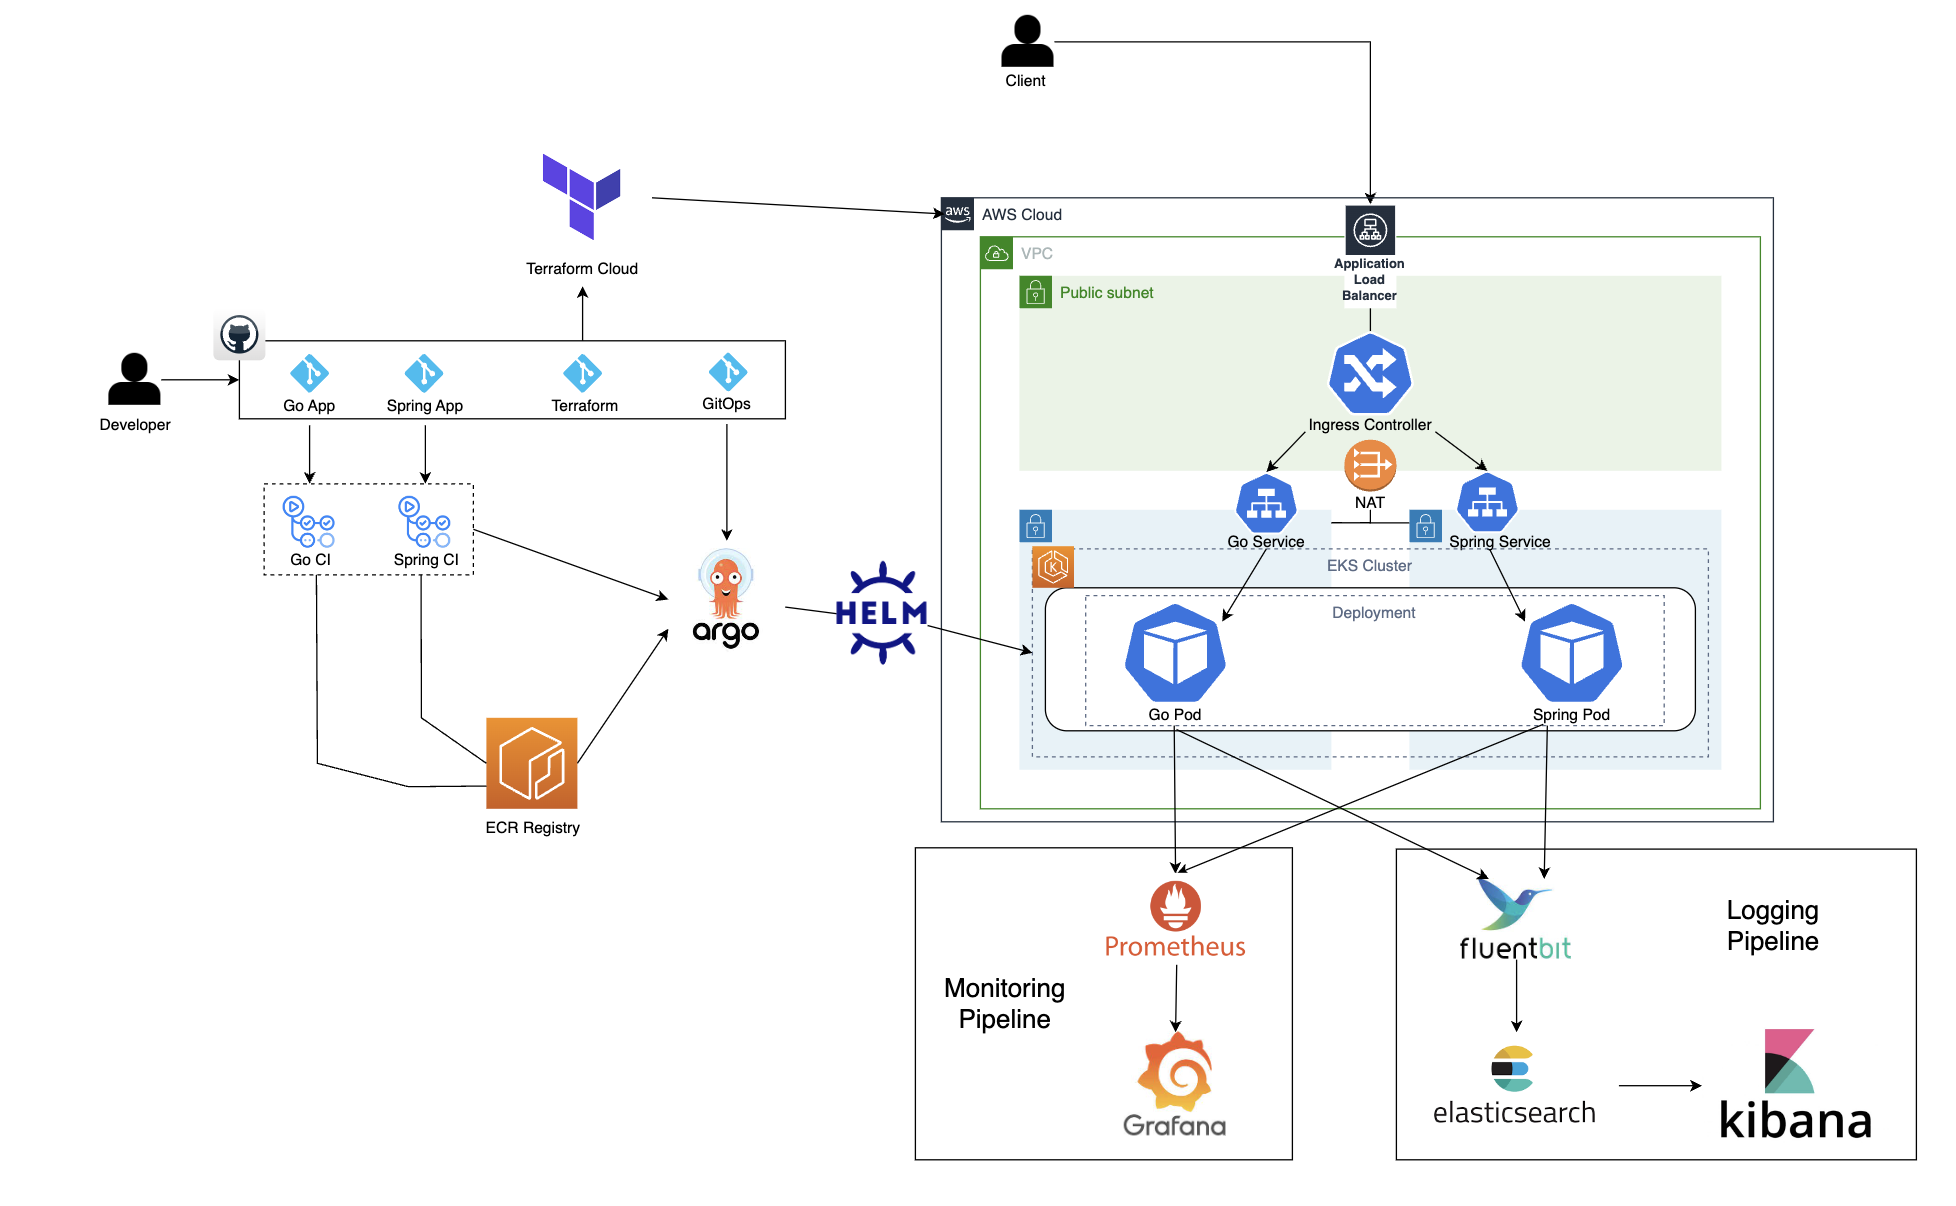 Client
Terraform Cloud
aws
AWS Cloud
VPC
Application
Load
Balancer
Public subnet
Developer
Go App
Spring App
Terraform
GitOps
Ingress Controller
NAT
Go CI
Spring CI
Go Service
Spring Service
K
EKS Cluster
argo
HELM
Deployment
Go Pod
Spring Pod
ECR Registry
Prometheus
Monitoring
Pipeline
Grafana
fluentbit
Logging
Pipeline
elasticsearch
kibana